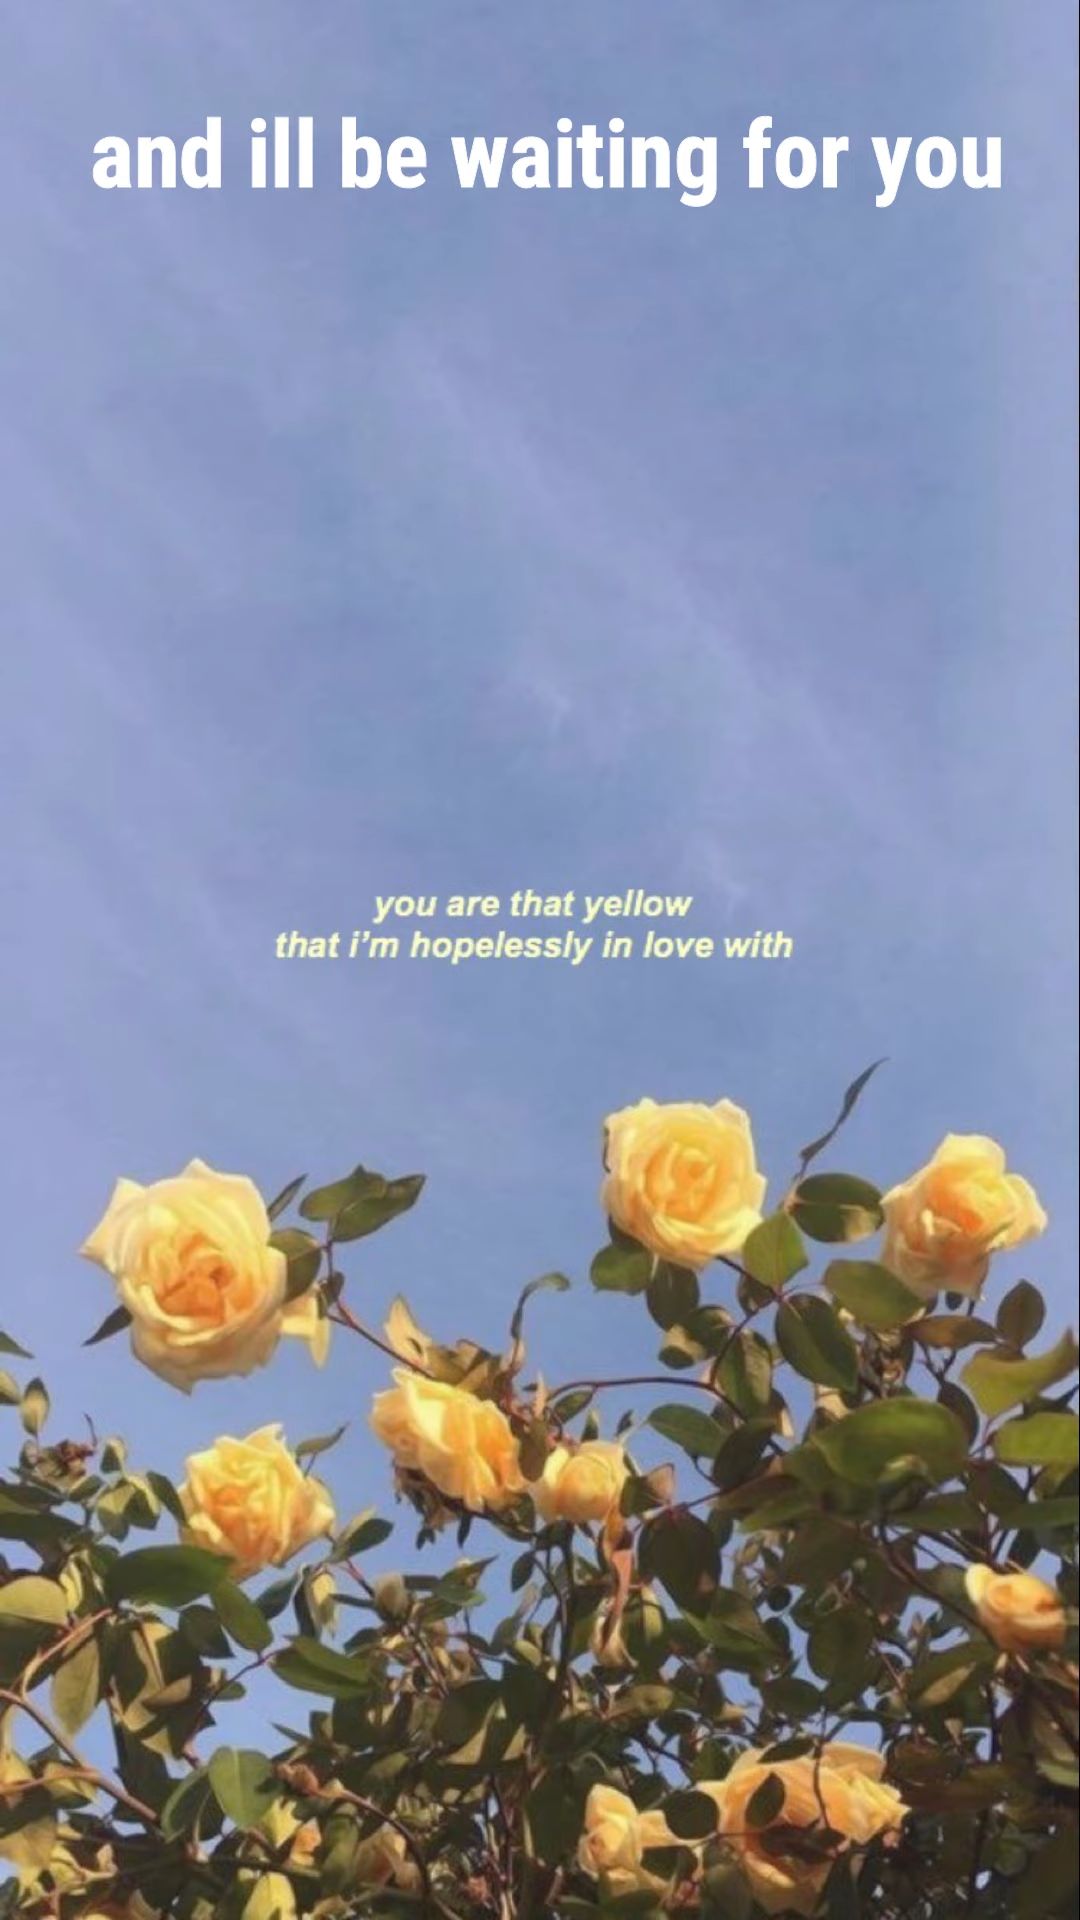 and ill be waiting for you
you are that yellow
that i'm hopelessly in love with